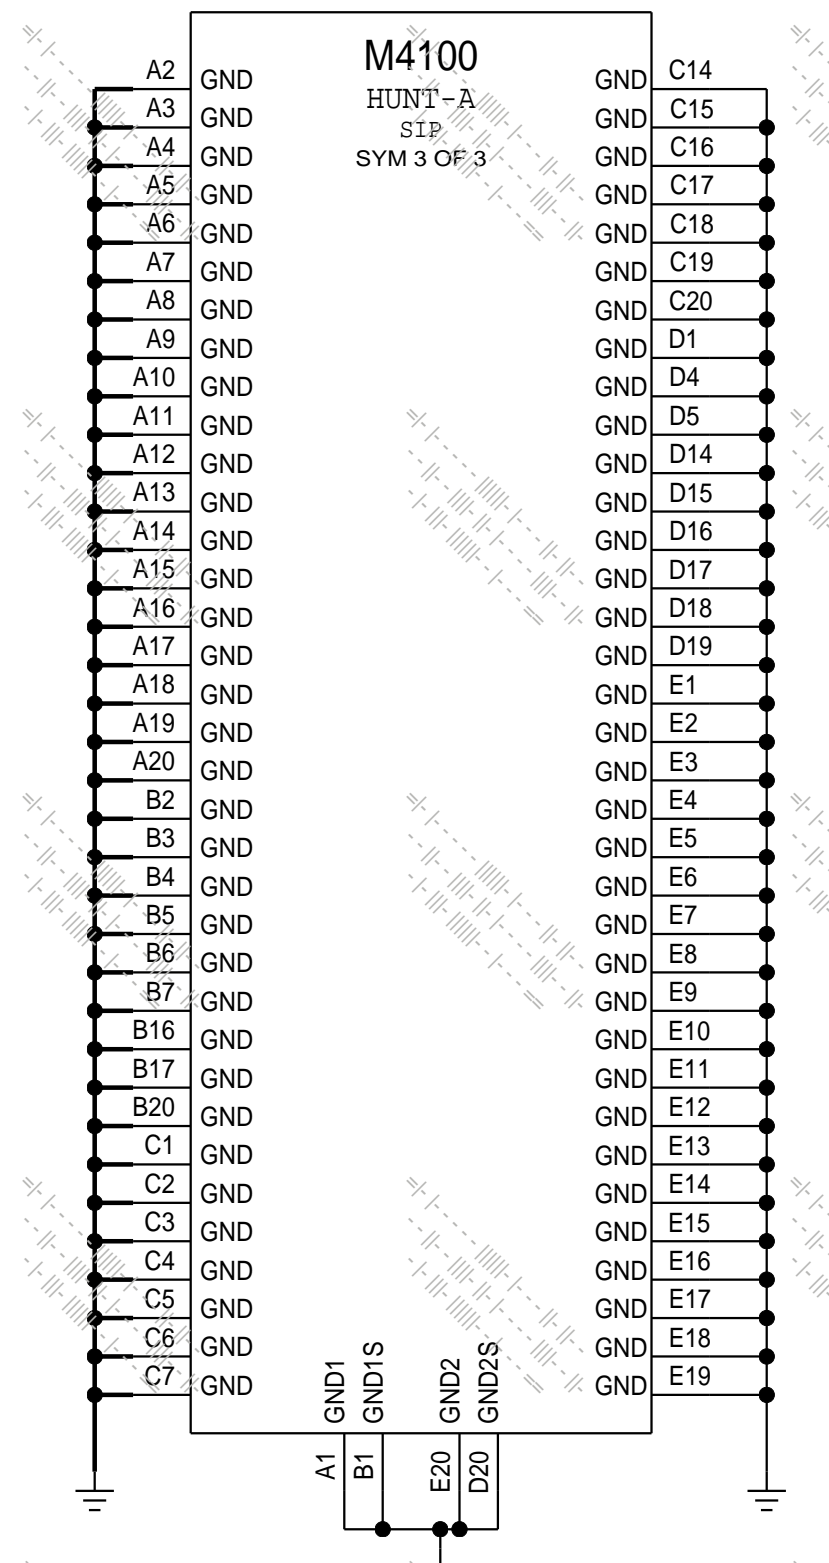 M4100
HUNT-A
SIP
SYM 3 OF 3
A2 GND GND C14
A3 GND GND C15
A4 GND GND C16
A5 GND GND C17
A6 GND GND C18
A7 GND GND C19
A8 GND GND C20
A9 GND GND D1
A10 GND GND D4
A11 GND GND D5
A12 GND GND D14
A13 GND GND D15
A14 GND GND D16
A15 GND GND D17
A16 GND GND D18
A17 GND GND D19
A18 GND GND E1
A19 GND GND E2
A20 GND GND E3
B2 GND GND E4
B3 GND GND E5
B4 GND GND E6
B5 GND GND E7
B6 GND GND E8
B7 GND GND E9
B16 GND GND E10
B17 GND GND E11
B20 GND GND E12
C1 GND GND E13
C2 GND GND E14
C3 GND GND E15
C4 GND GND E16
C5 GND GND E17
C6 GND GND E18
C7 GND GND E19
GND1 GND1S GND2 GND2S
A1 B1 E20 D20